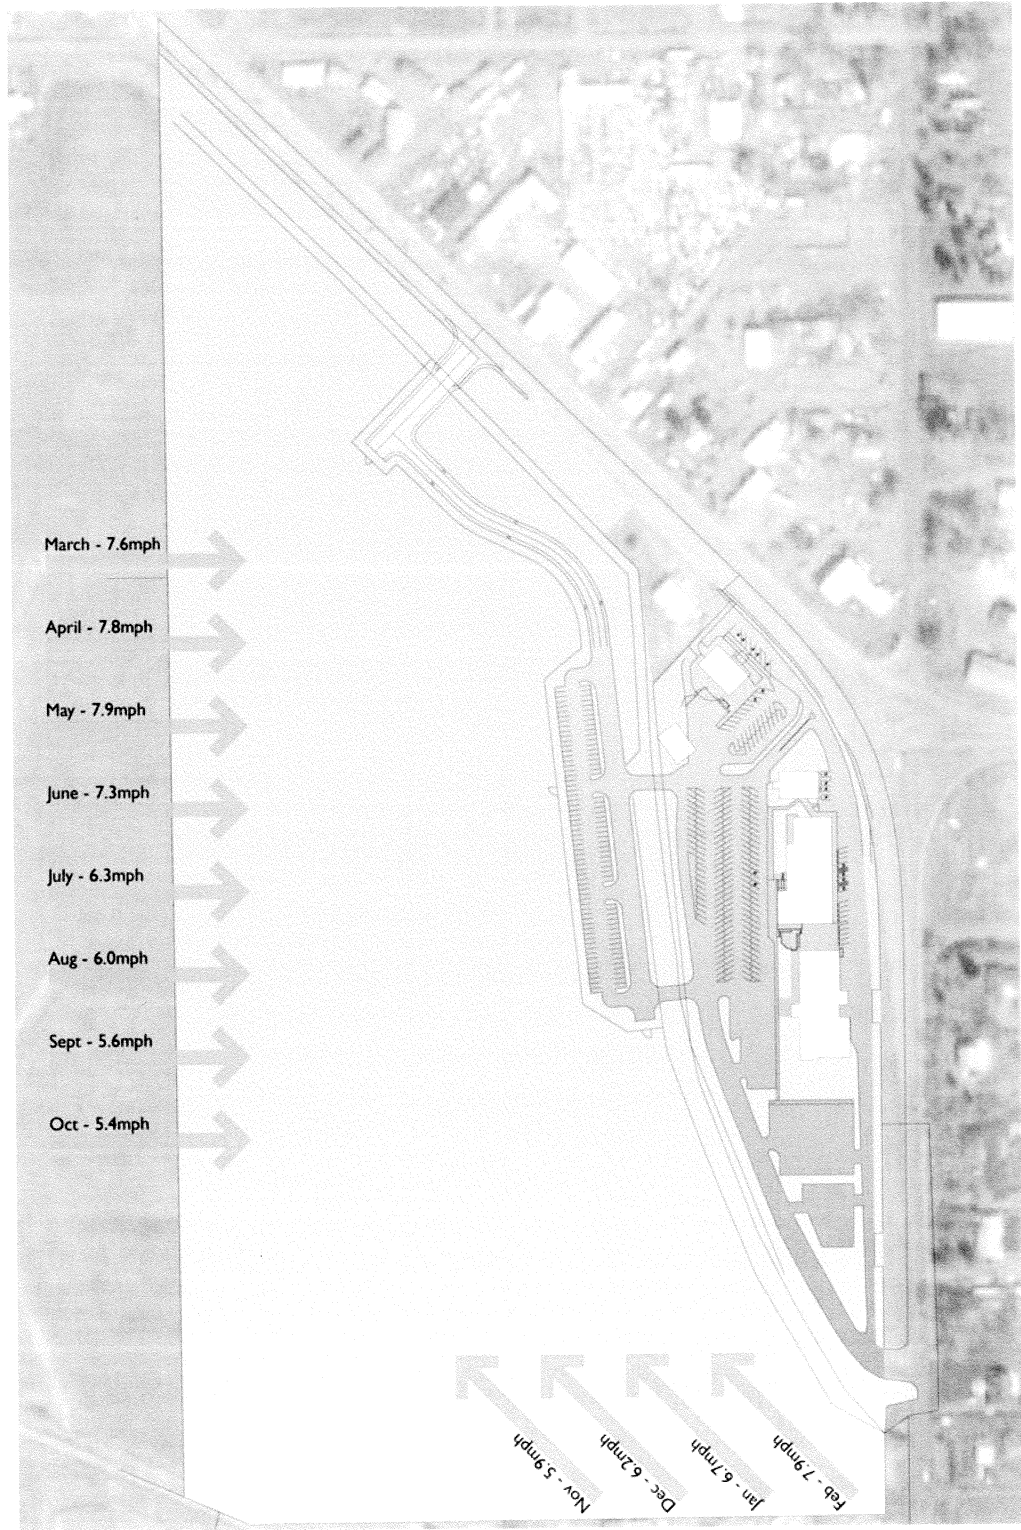 March - 7.6mph
April - 7.8mph
May - 7.9mph
June - 7.3mph
July - 6.3mph
Aug - 6.0mph
Sept - 5.6mph
Oct - 5.4mph
Nov - 5.9mph
Dec - 6.2mph
Jan - 6.7mph
Feb - 7.9mph